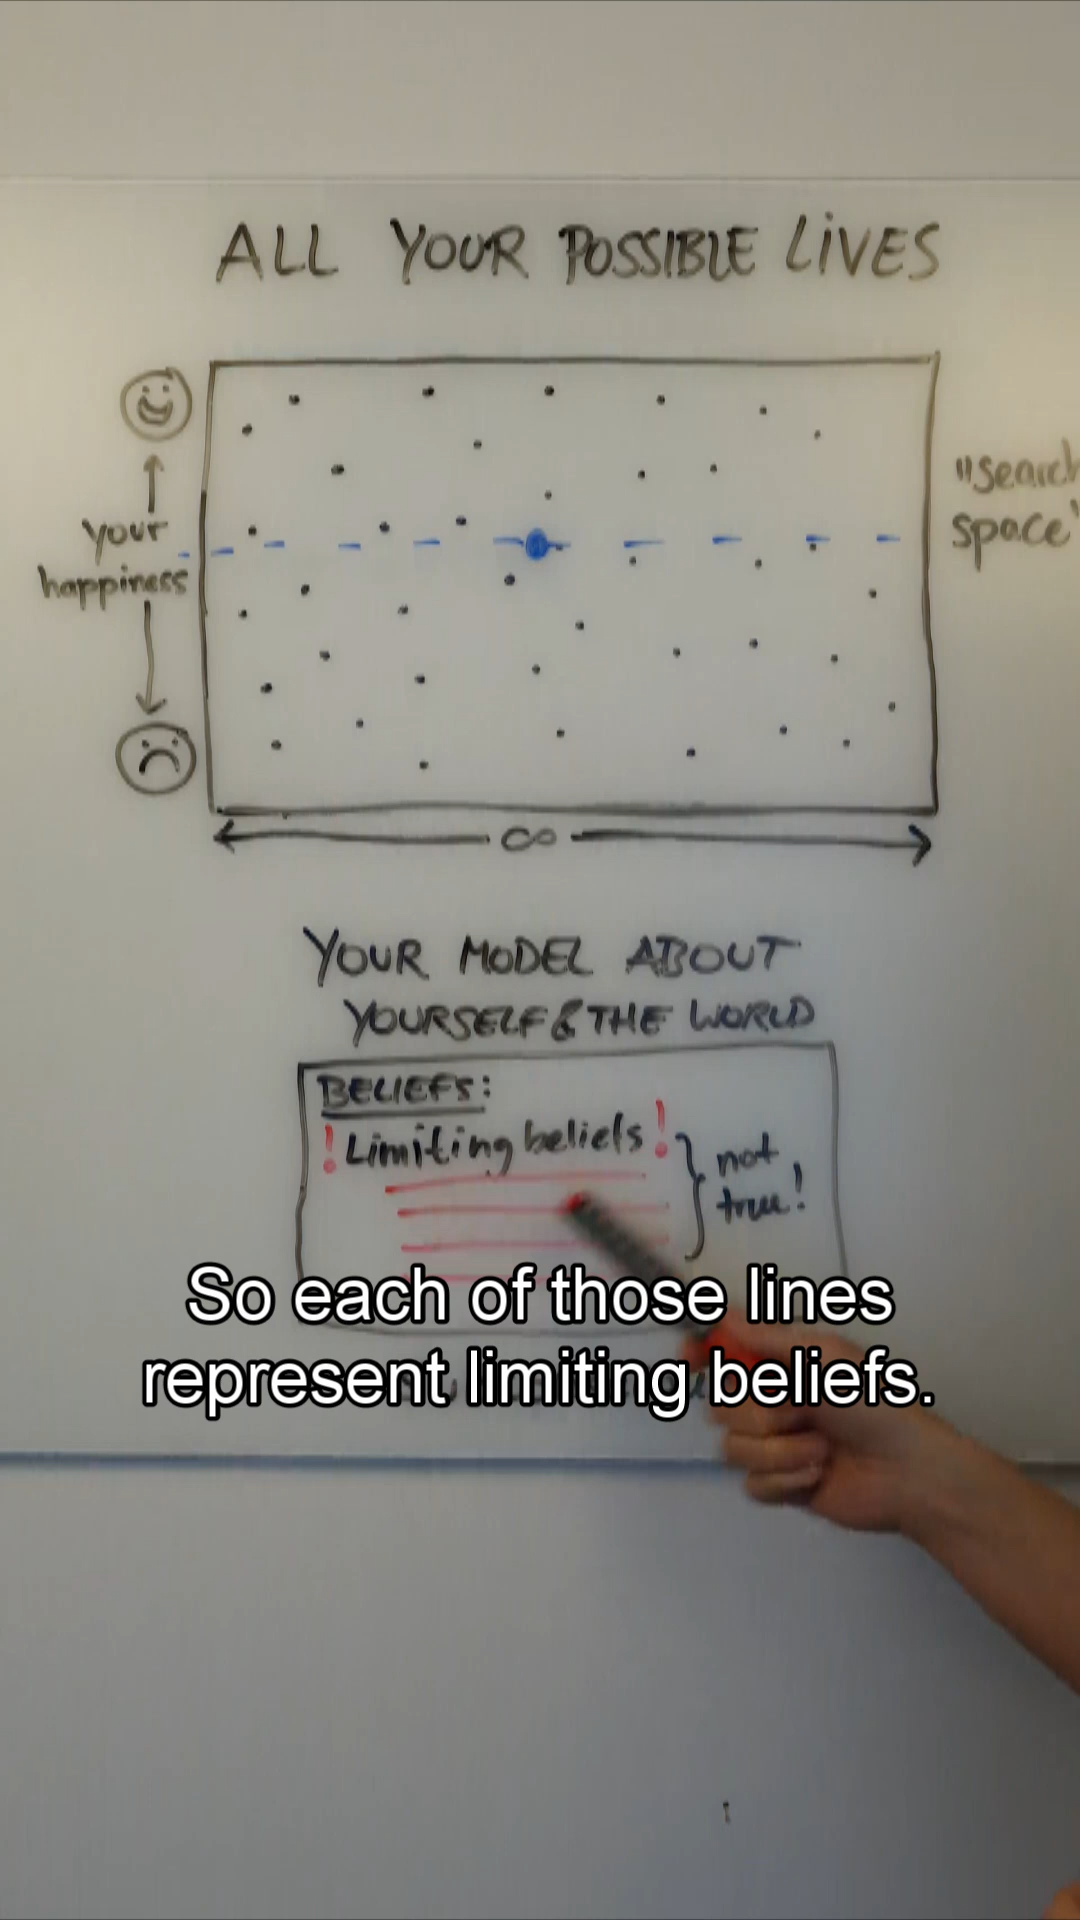 ALL YOUR POSSIBLE LIVES
"search
space"
your
happiness
∞
YOUR MODEL ABOUT
YOURSELF & THE WORLD
BELIEFS:
! Limiting beliefs !
not
true!
So each of those lines
represent limiting beliefs.